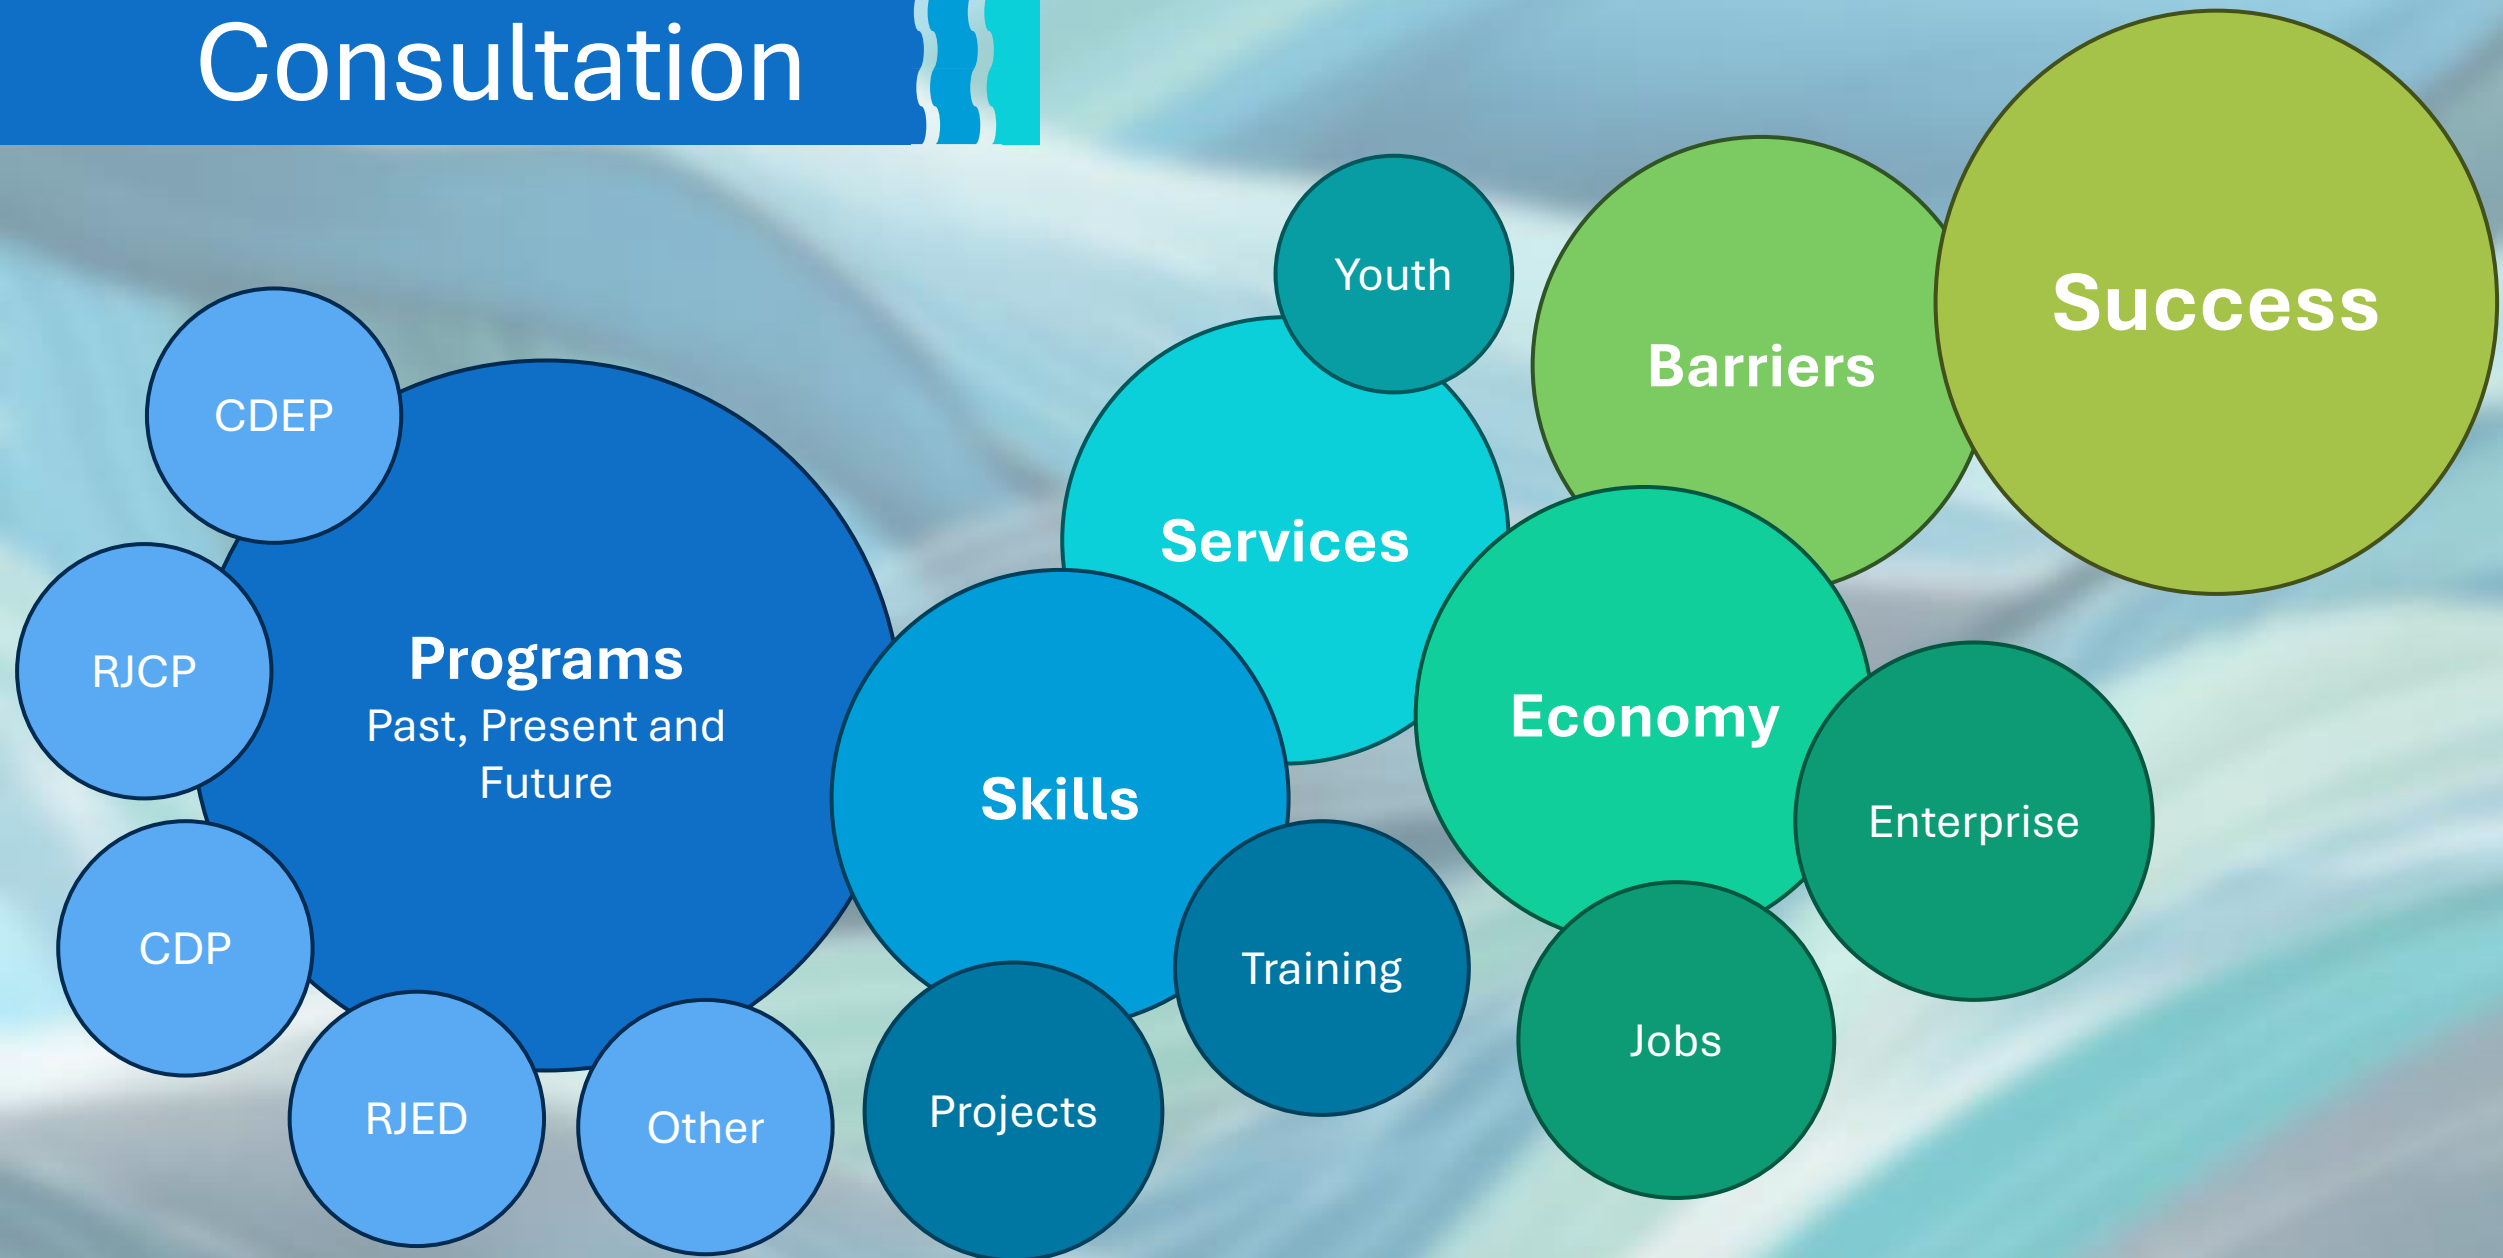 Consultation
CDEP
RJCP
CDP
RJED
Other
Programs
Past, Present and
Future
Skills
Projects
Training
Services
Youth
Economy
Jobs
Enterprise
Barriers
Success